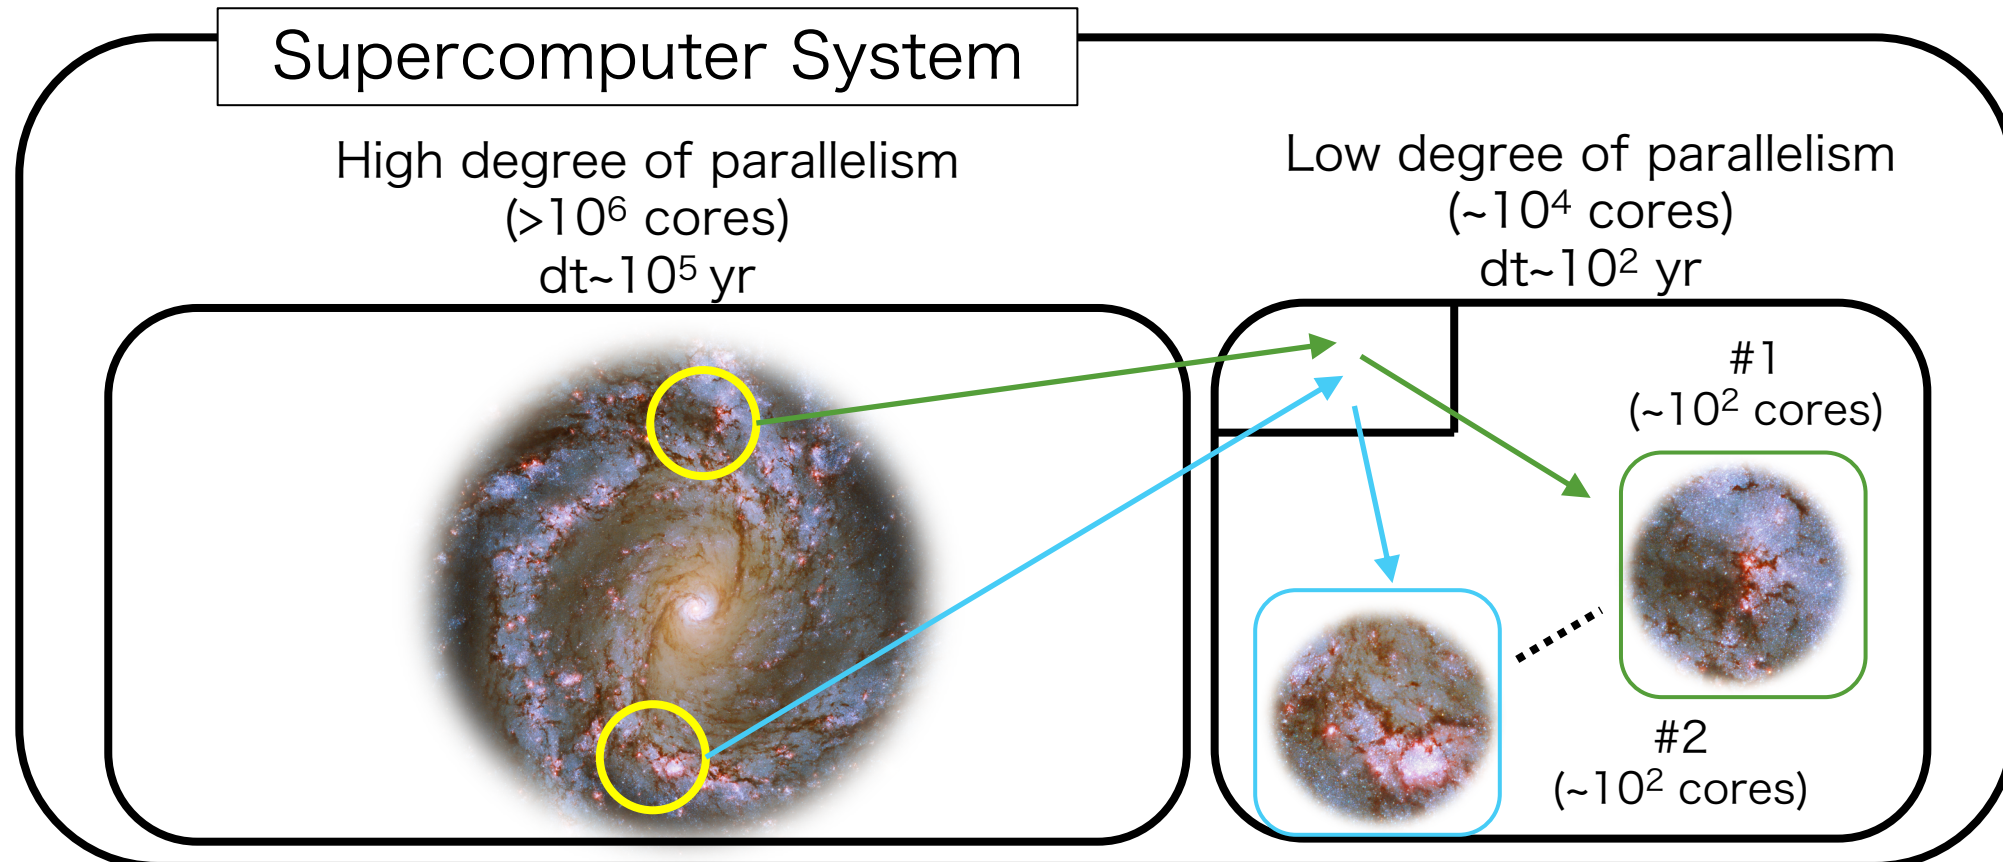 Supercomputer System
High degree of parallelism
(>10⁶ cores)
dt~10⁵ yr
Low degree of parallelism
(~10⁴ cores)
dt~10² yr
#1
(~10² cores)
#2
(~10² cores)